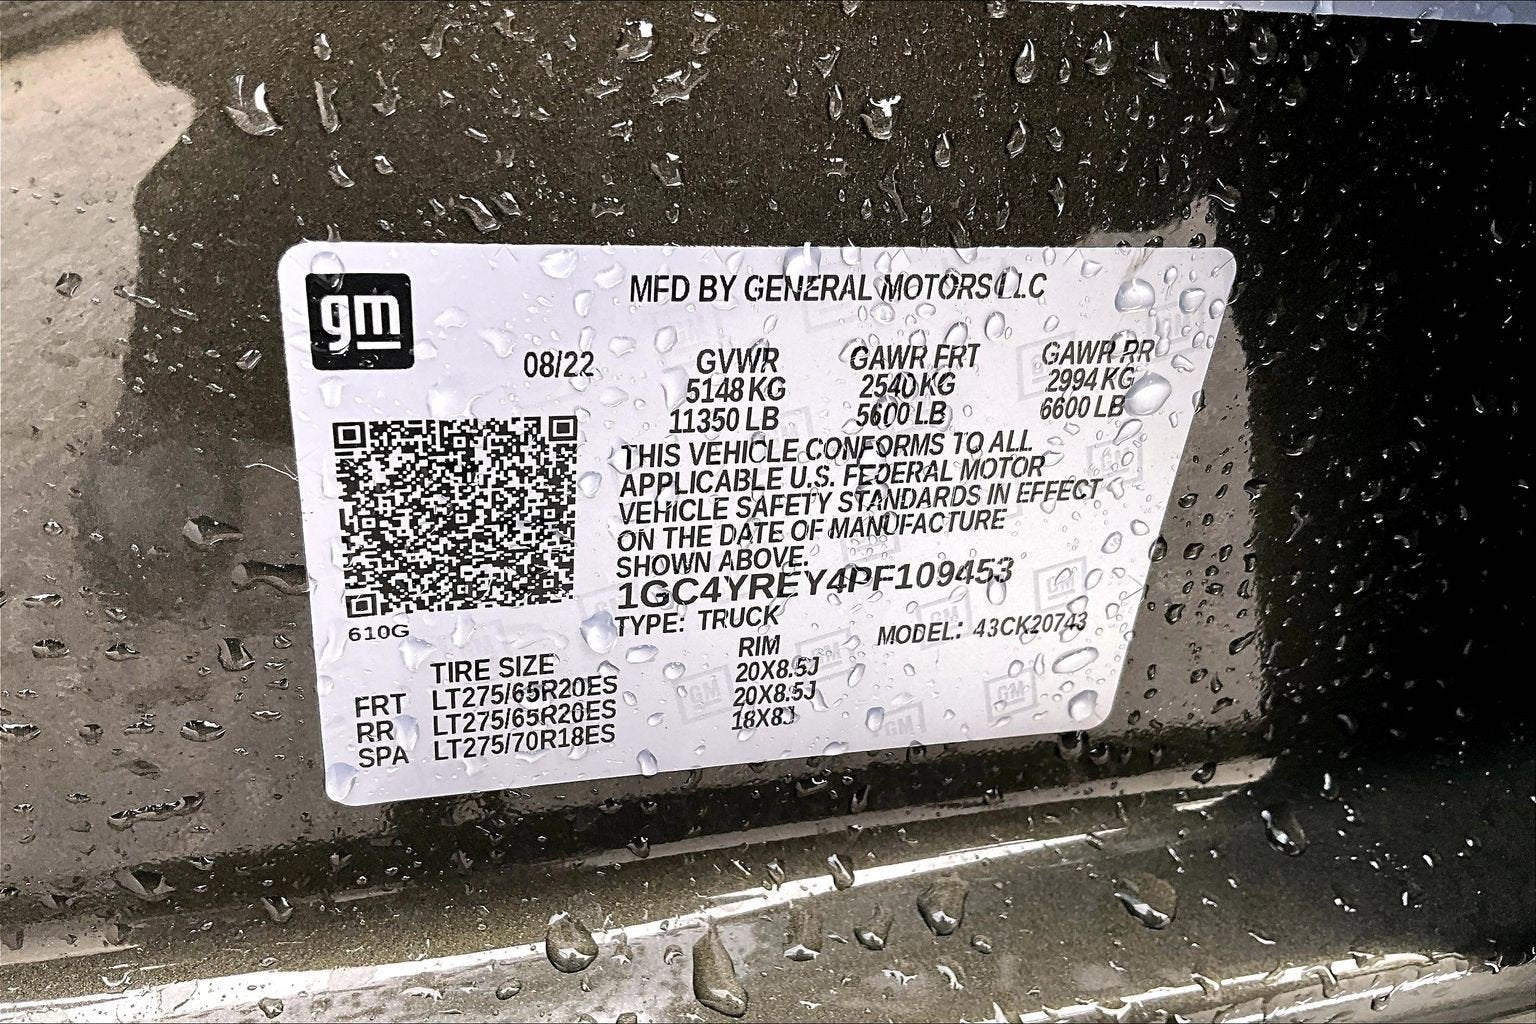 gm
MFD BY GENERAL MOTORS LLC
08/22
GVWR GAWR FRT GAWR RR
5148 KG 2540 KG 2994 KG
11350 LB 5600 LB 6600 LB
THIS VEHICLE CONFORMS TO ALL
APPLICABLE U.S. FEDERAL MOTOR
VEHICLE SAFETY STANDARDS IN EFFECT
ON THE DATE OF MANUFACTURE
SHOWN ABOVE.
1GC4YREY4PF109453
610G
TYPE: TRUCK MODEL: 43CK20743
TIRE SIZE RIM
FRT LT275/65R20ES 20X8.5J
RR LT275/65R20ES 20X8.5J
SPA LT275/70R18ES 18X8J